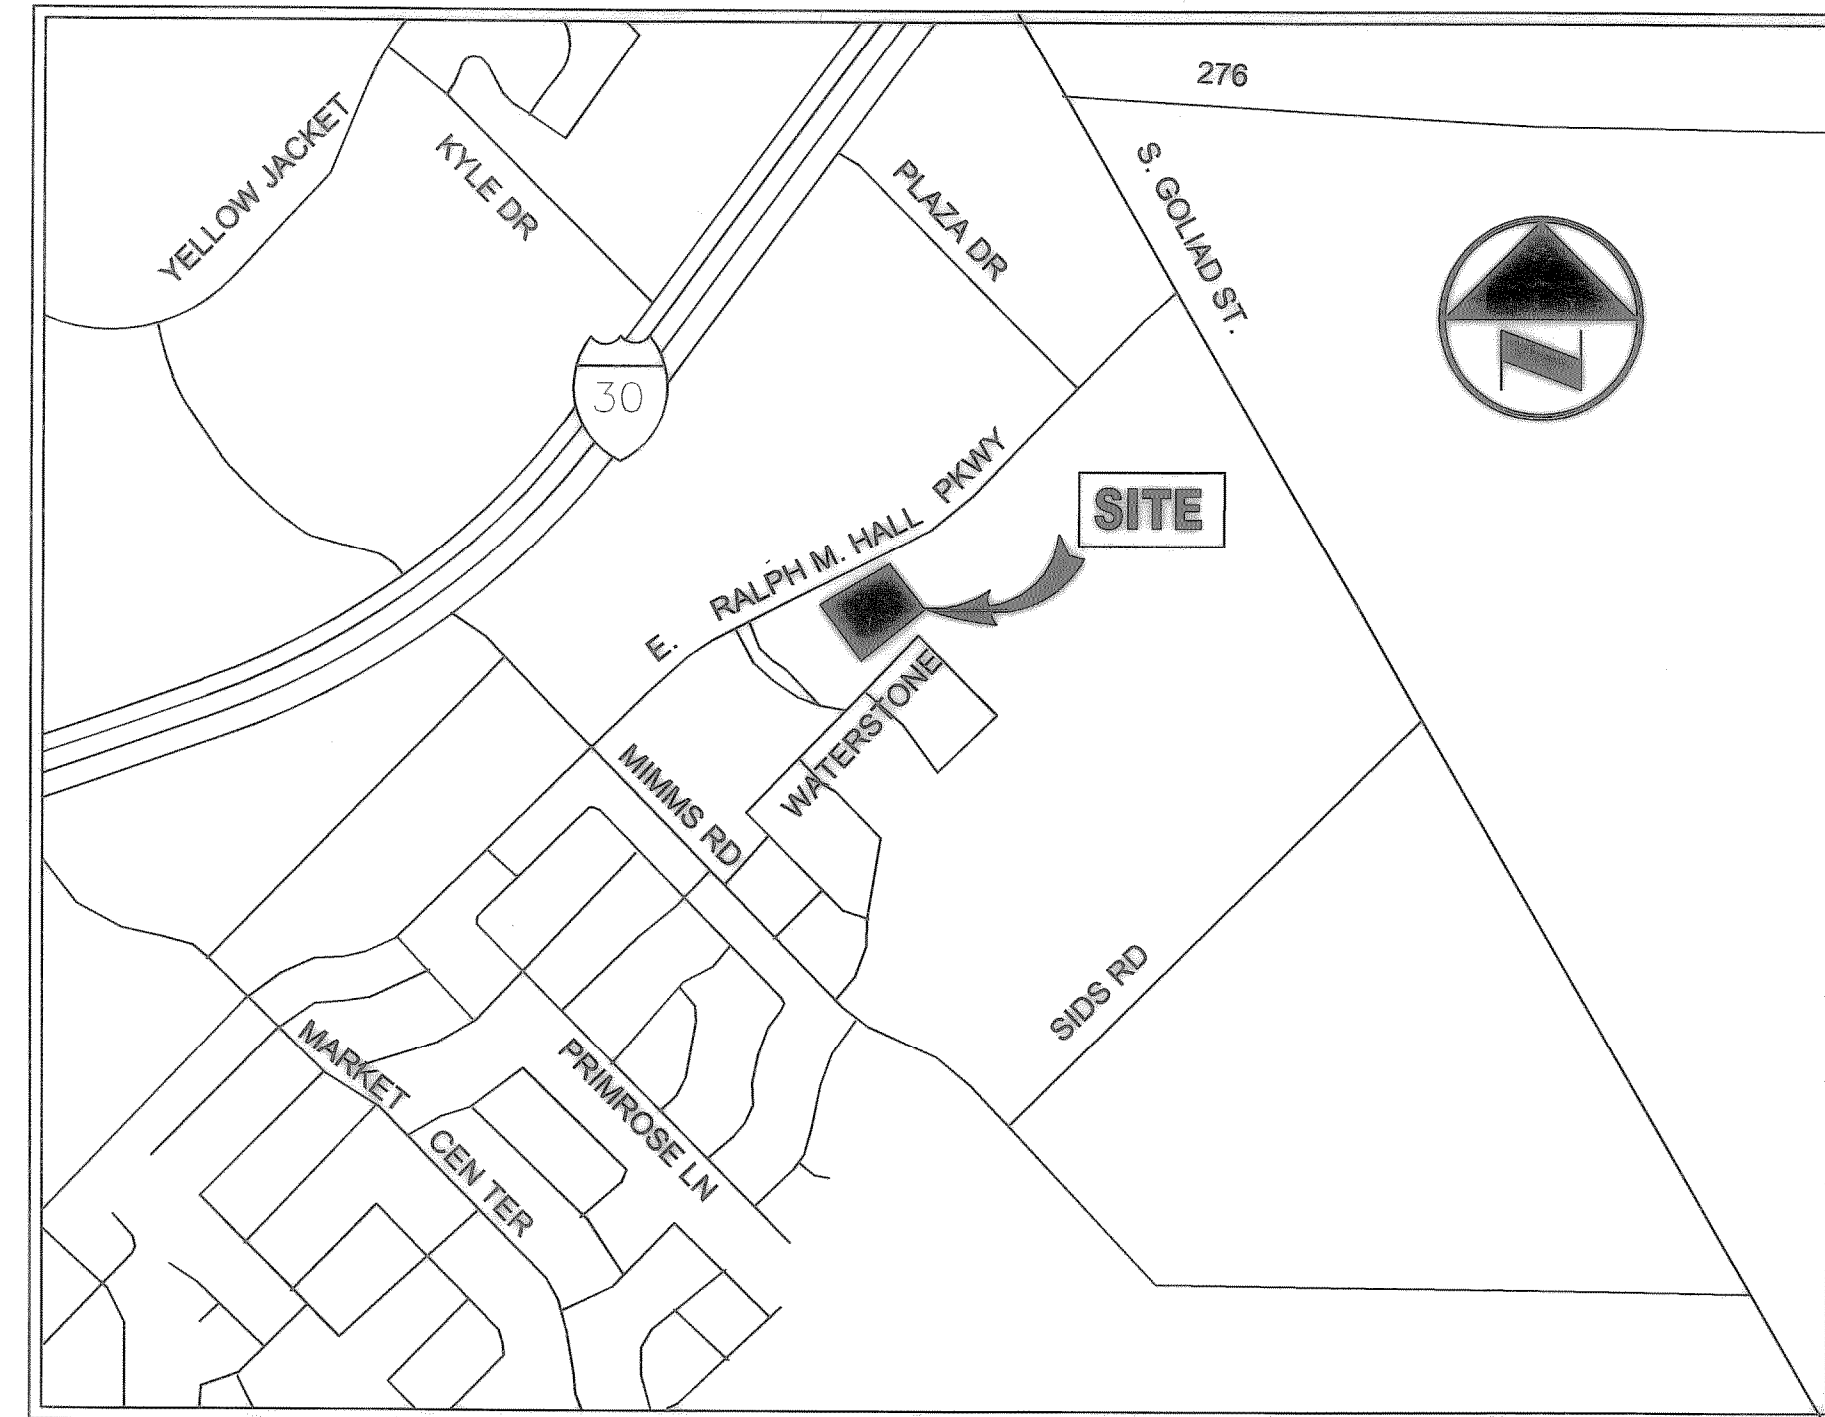 276
YELLOW JACKET
KYLE DR
PLAZA DR
S. GOLIAD ST.
N
30
E. RALPH M. HALL PKWY
SITE
WATERSTONE
MIMMS RD
SIDS RD
MARKET CEN TER
PRIMROSE LN